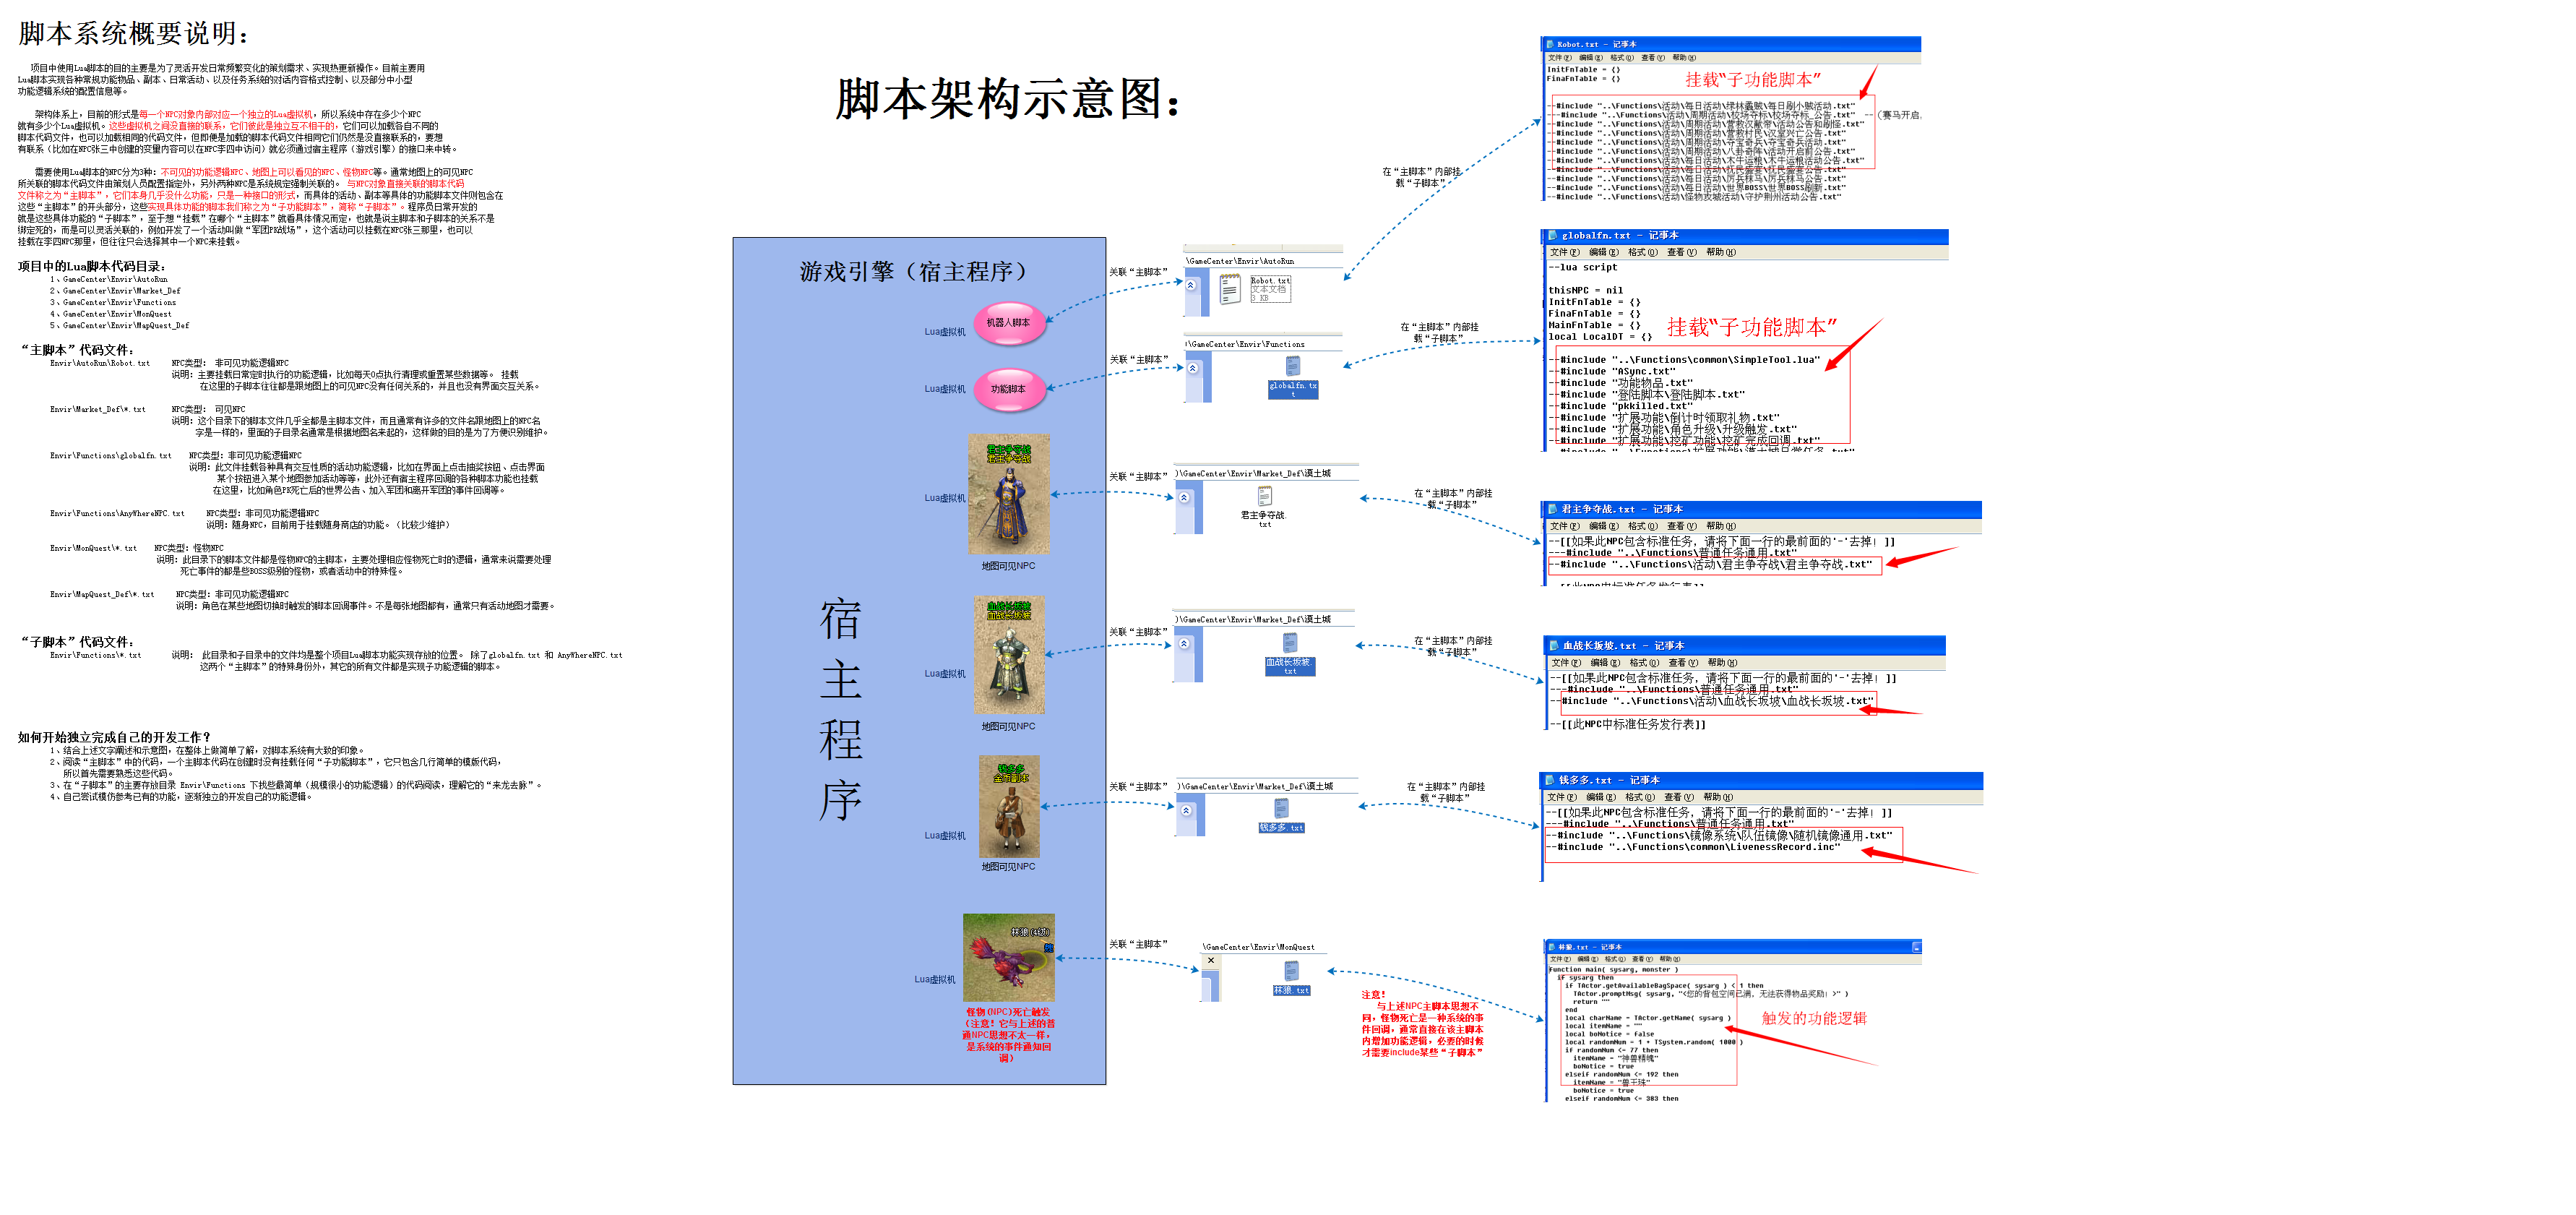 脚本系统概要说明：
项目中使用Lua脚本的目的主要是为了灵活开发日常频繁变化的策划需求、实现热更新操作。目前主要用
Lua脚本实现各种常规功能物品、副本、日常活动、以及任务系统的对话内容格式控制、以及部分中小型
功能逻辑系统的配置信息等。
架构体系上，目前的形式是每一个NPC对象内部对应一个独立的Lua虚拟机，所以系统中存在多少个NPC
就有多少个Lua虚拟机。这些虚拟机之间没直接的联系，它们彼此是独立互不相干的，它们可以加载各自不同的
脚本代码文件，也可以加载相同的代码文件，但即便是加载的脚本代码文件相同它们仍然是没直接联系的，要想
有联系（比如在NPC张三中创建的变量内容可以在NPC李四中访问）就必须通过宿主程序（游戏引擎）的接口来中转。
需要使用Lua脚本的NPC分为3种：不可见的功能逻辑NPC、地图上可以看见的NPC、怪物NPC等。通常地图上的可见NPC
所关联的脚本代码文件由策划人员配置指定外，另外两种NPC是系统规定强制关联的。 与NPC对象直接关联的脚本代码
文件称之为“主脚本”，它们本身几乎没什么功能，只是一种接口的形式，而具体的活动、副本等具体的功能脚本文件则包含在
这些“主脚本”的开头部分，这些实现具体功能的脚本我们称之为“子功能脚本”，简称“子脚本”。程序员日常开发的
就是这些具体功能的“子脚本”，至于想“挂载”在哪个“主脚本”就看具体情况而定，也就是说主脚本和子脚本的关系不是
绑定死的，而是可以灵活关联的，例如开发了一个活动叫做“军团PK战场”，这个活动可以挂载在NPC张三那里，也可以
挂载在李四NPC那里，但往往只会选择其中一个NPC来挂载。
项目中的Lua脚本代码目录：
1、GameCenter\Envir\AutoRun
2、GameCenter\Envir\Market_Def
3、GameCenter\Envir\Functions
4、GameCenter\Envir\MonQuest
5、GameCenter\Envir\MapQuest_Def
“主脚本”代码文件：
Envir\AutoRun\Robot.txt NPC类型： 非可见功能逻辑NPC
说明：主要挂载日常定时执行的功能逻辑，比如每天0点执行清理或重置某些数据等。 挂载
在这里的子脚本往往都是跟地图上的可见NPC没有任何关系的，并且也没有界面交互关系。
Envir\Market_Def\*.txt NPC类型： 可见NPC
说明：这个目录下的脚本文件几乎全都是主脚本文件，而且通常有许多的文件名跟地图上的NPC名
字是一样的，里面的子目录名通常是根据地图名来起的，这样做的目的是为了方便识别维护。
Envir\Functions\globalfn.txt NPC类型：非可见功能逻辑NPC
说明：此文件挂载各种具有交互性质的活动功能逻辑，比如在界面上点击抽奖按钮、点击界面
某个按钮进入某个地图参加活动等等，此外还有宿主程序回调的各种脚本功能也挂载
在这里，比如角色PK死亡后的世界公告、加入军团和离开军团的事件回调等。
Envir\Functions\AnyWhereNPC.txt NPC类型：非可见功能逻辑NPC
说明：随身NPC，目前用于挂载随身商店的功能。（比较少维护）
Envir\MonQuest\*.txt NPC类型：怪物NPC
说明：此目录下的脚本文件都是怪物NPC的主脚本，主要处理相应怪物死亡时的逻辑，通常来说需要处理
死亡事件的都是些BOSS级别的怪物，或者活动中的特殊怪。
Envir\MapQuest_Def\*.txt NPC类型：非可见功能逻辑NPC
说明：角色在某些地图切换时触发的脚本回调事件。不是每张地图都有，通常只有活动地图才需要。
“子脚本”代码文件：
Envir\Functions\*.txt 说明： 此目录和子目录中的文件均是整个项目Lua脚本功能实现存放的位置。 除了globalfn.txt 和 AnyWhereNPC.txt
这两个“主脚本”的特殊身份外，其它的所有文件都是实现子功能逻辑的脚本。
如何开始独立完成自己的开发工作？
1、结合上述文字阐述和示意图，在整体上做简单了解，对脚本系统有大致的印象。
2、阅读“主脚本”中的代码，一个主脚本代码在创建时没有挂载任何“子功能脚本”，它只包含几行简单的模版代码，
所以首先需要熟悉这些代码。
3、在“子脚本”的主要存放目录 Envir\Functions 下找些最简单（规模很小的功能逻辑）的代码阅读，理解它的“来龙去脉”。
4、自己尝试模仿参考已有的功能，逐渐独立的开发自己的功能逻辑。
脚本架构示意图：
游戏引擎（宿主程序）
宿
主
程
序
Lua虚拟机
机器人脚本
关联“主脚本”
\GameCenter\Envir\AutoRun
Robot.txt
文本文档
3 KB
在“主脚本”内部挂
载“子脚本”
Robot.txt - 记事本
文件(F) 编辑(E) 格式(O) 查看(V) 帮助(H)
InitFnTable = {}
FinaFnTable = {}
挂载“子功能脚本”
--#include "..\Functions\活动\每日活动\绿林蟊贼\每日刷小贼活动.txt"
---#include "..\Functions\活动\周期活动\校场夺标\校场夺标_公告.txt" --（赛马开启.
--#include "..\Functions\活动\周期活动\营救汉献帝\活动公告和刷怪.txt"
--#include "..\Functions\活动\周期活动\营救村民\汉室兴亡公告.txt"
--#include "..\Functions\活动\周期活动\夺宝奇兵\夺宝奇兵活动.txt"
--#include "..\Functions\活动\周期活动\八卦奇阵\活动开启前公告.txt"
--#include "..\Functions\活动\每日活动\木牛运粮\木牛运粮活动公告.txt"
--#include "..\Functions\活动\每日活动\犒民盛宴\犒民盛宴公告.txt"
--#include "..\Functions\活动\每日活动\厉兵秣马\厉兵秣马公告.txt"
--#include "..\Functions\活动\每日活动\世界BOSS\世界BOSS刷新.txt"
--#include "..\Functions\活动\怪物攻城活动\守护荆州活动公告.txt"
Lua虚拟机
功能脚本
关联“主脚本”
\GameCenter\Envir\Functions
globalfn.tx
t
在“主脚本”内部挂
载“子脚本”
globalfn.txt - 记事本
文件(F) 编辑(E) 格式(O) 查看(V) 帮助(H)
--lua script
thisNPC = nil
InitFnTable = {}
FinaFnTable = {}
MainFnTable = {}
local LocalDT = {}
挂载“子功能脚本”
--#include "..\Functions\common\SimpleTool.lua"
--#include "ASync.txt"
--#include "功能物品.txt"
--#include "登陆脚本\登陆脚本.txt"
--#include "pkkilled.txt"
--#include "扩展功能\倒计时领取礼物.txt"
--#include "扩展功能\角色升级\升级触发.txt"
--#include "扩展功能\挖矿功能\挖矿完成回调.txt"
Lua虚拟机
君主争夺战
君主争夺战
地图可见NPC
关联“主脚本”
)\GameCenter\Envir\Market_Def\漠土城
君主争夺战.
txt
在“主脚本”内部挂
载“子脚本”
君主争夺战.txt - 记事本
文件(F) 编辑(E) 格式(O) 查看(V) 帮助(H)
--[[如果此NPC包含标准任务，请将下面一行的最前面的'-'去掉! ]]
---#include "..\Functions\普通任务通用.txt"
--#include "..\Functions\活动\君主争夺战\君主争夺战.txt"
--[[此NPC中标准任务发行表]]
Lua虚拟机
血战长坂坡
血战长坂坡
地图可见NPC
关联“主脚本”
)\GameCenter\Envir\Market_Def\漠土城
血战长坂坡.
txt
在“主脚本”内部挂
载“子脚本”
血战长坂坡.txt - 记事本
文件(F) 编辑(E) 格式(O) 查看(V) 帮助(H)
--[[如果此NPC包含标准任务，请将下面一行的最前面的'-'去掉! ]]
---#include "..\Functions\普通任务通用.txt"
--#include "..\Functions\活动\血战长坂坡\血战长坂坡.txt"
--[[此NPC中标准任务发行表]]
Lua虚拟机
钱多多
金币副本
地图可见NPC
关联“主脚本”
)\GameCenter\Envir\Market_Def\漠土城
钱多多.txt
在“主脚本”内部挂
载“子脚本”
钱多多.txt - 记事本
文件(F) 编辑(E) 格式(O) 查看(V) 帮助(H)
--[[如果此NPC包含标准任务，请将下面一行的最前面的'-'去掉! ]]
---#include "..\Functions\普通任务通用.txt"
--#include "..\Functions\镜像系统\队伍镜像\随机镜像通用.txt"
--#include "..\Functions\common\LivenessRecord.inc"
Lua虚拟机
林狼(4级)
怪物(NPC)死亡触发
（注意！它与上述的普
通NPC思想不太一样，
是系统的事件通知回
调）
关联“主脚本”
\GameCenter\Envir\MonQuest
林狼.txt
注意！
与上述NPC主脚本思想不
同，怪物死亡是一种系统的事
件回调，通常直接在该主脚本
内增加功能逻辑，必要的时候
才需要include某些“子脚本”
林狼.txt - 记事本
文件(F) 编辑(E) 格式(O) 查看(V) 帮助(H)
Function main( sysarg, monster )
if sysarg then
if TActor.getAvailableBagSpace( sysarg ) < 1 then
TActor.promptMsg( sysarg, "<您的背包空间已满，无法获得物品奖励! >" )
return ""
end
local charName = TActor.getName( sysarg )
local itemName = ""
local boNotice = false
local randomNum = 1 + TSystem.random( 1000 )
if randomNum <= 77 then
itemName = "神兽精魄"
boNotice = true
elseif randomNum <= 192 then
itemName = "兽王珠"
boNotice = true
elseif randomNum <= 383 then
触发的功能逻辑